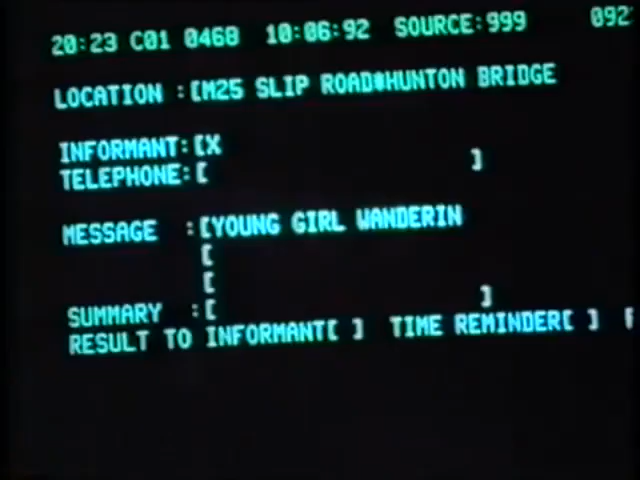 20:23 C01 0468 10:06:92 SOURCE:999 092
LOCATION :[M25 SLIP ROAD*HUNTON BRIDGE
INFORMANT:[X
TELEPHONE:[ ]
MESSAGE :[YOUNG GIRL WANDERIN
[
[
SUMMARY :[ ]
RESULT TO INFORMANT[ ] TIME REMINDER[ ] [